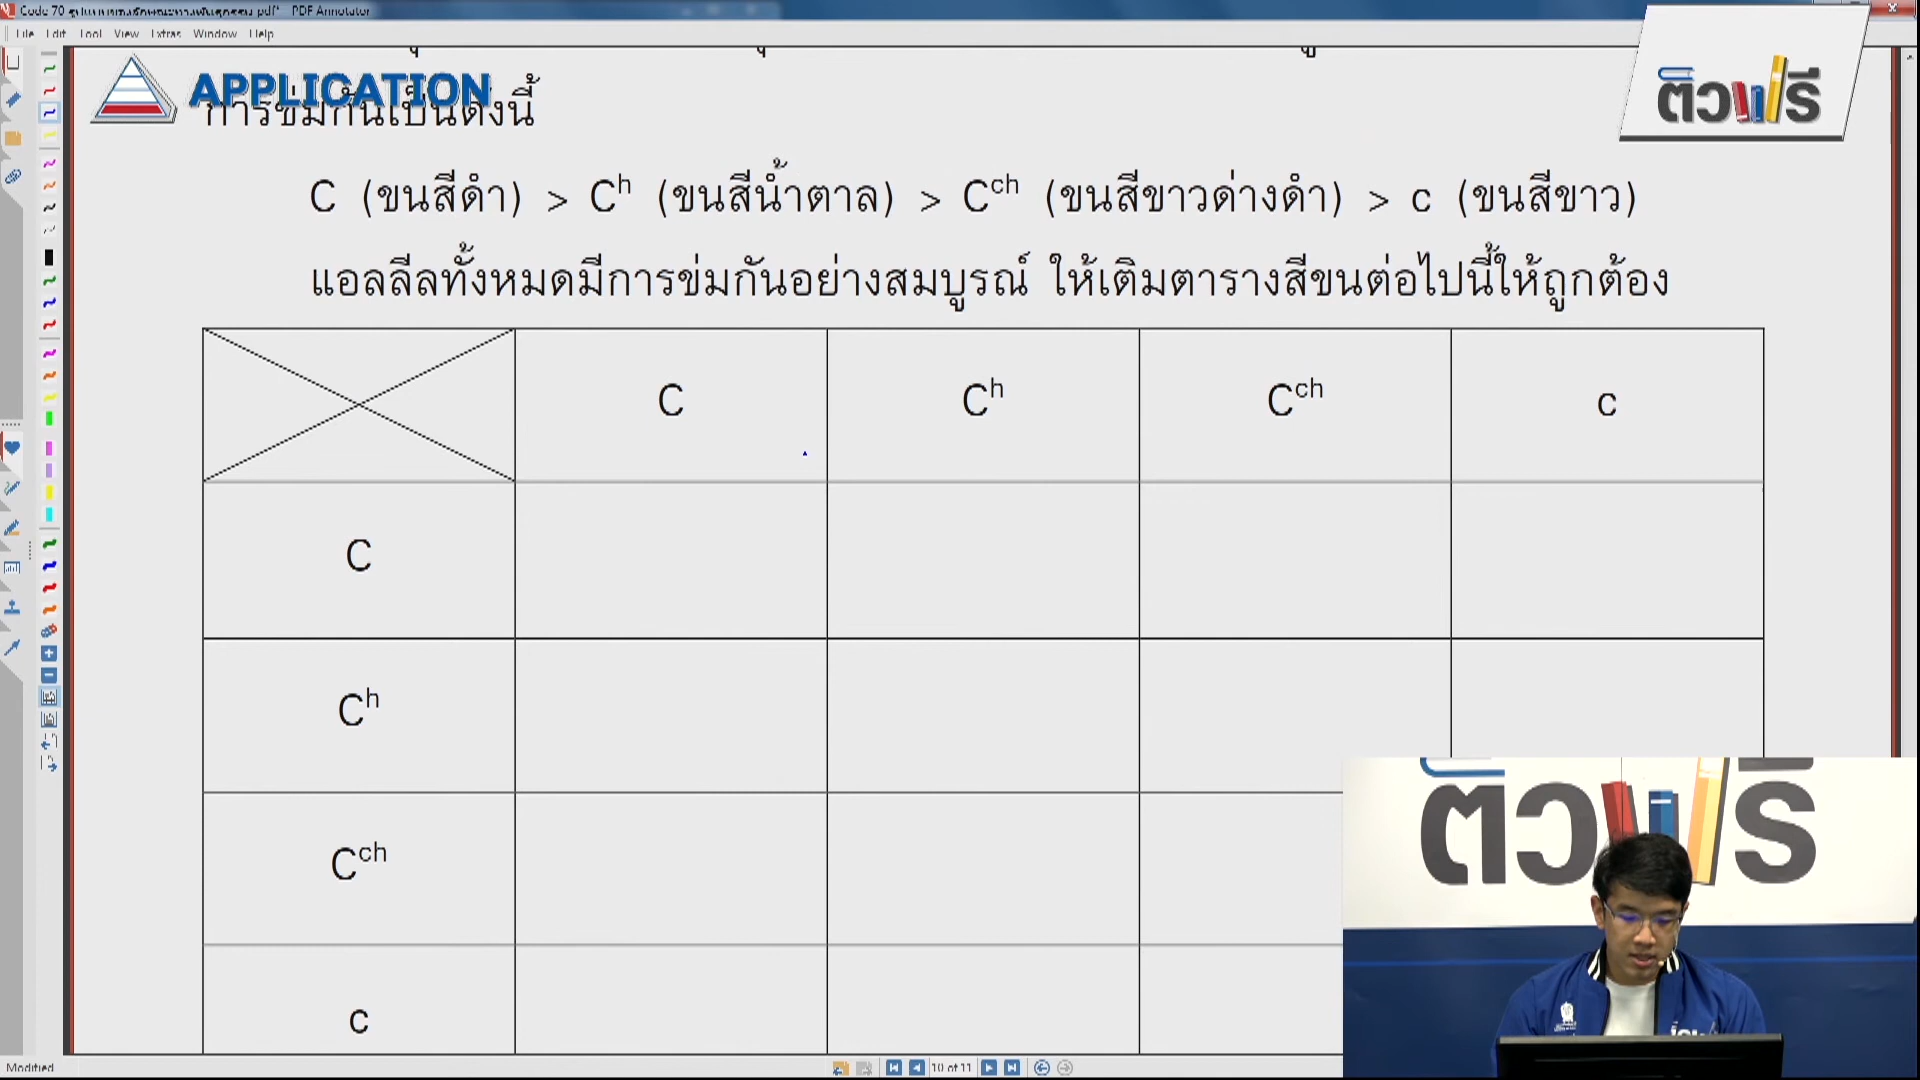 PDF Annotator
Edit Tool View Extras Window Help
APPLICATION
การข่มกันเป็นดังนี้
ติวฟรี
C (ขนสีดำ) > Cʰ (ขนสีน้ำตาล) > Cᶜʰ (ขนสีขาวด่างดำ) > c (ขนสีขาว)
แอลลีลทั้งหมดมีการข่มกันอย่างสมบูรณ์ ให้เติมตารางสีขนต่อไปนี้ให้ถูกต้อง
C Cʰ Cᶜʰ c
C
Cʰ
Cᶜʰ
c
ติวฟรี
Modified
10 of 11